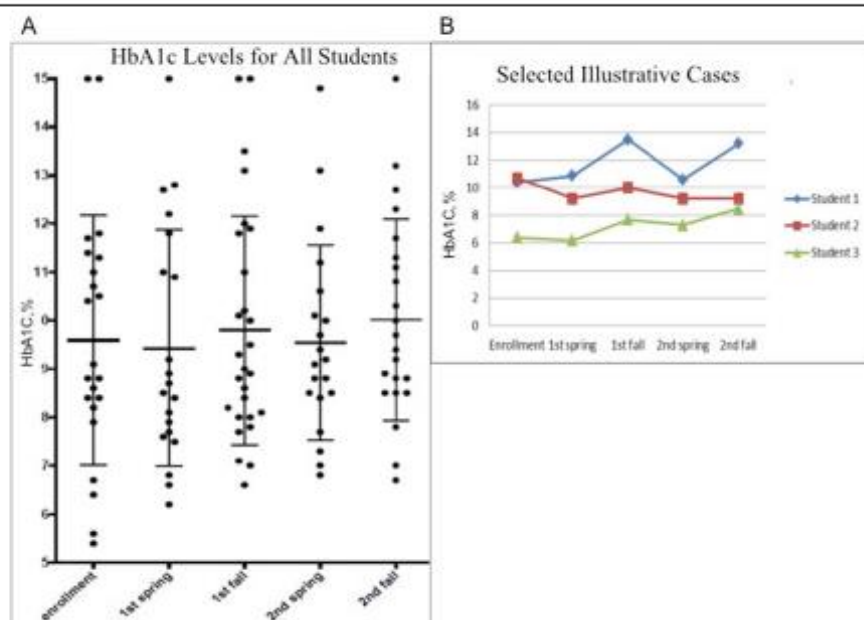 A
HbA1c Levels for All Students
HbA1C, %
15
14
13
12
11
0
9
8
7
6
5
enrollment
1st spring
1st fall
2nd spring
2nd fall
B
Selected Illustrative Cases
HbA1C, %
16
14
12
10
8
6
4
2
0
Enrollment 1st spring 1st fall 2nd spring 2nd fall
Student 1
Student 2
Student 3